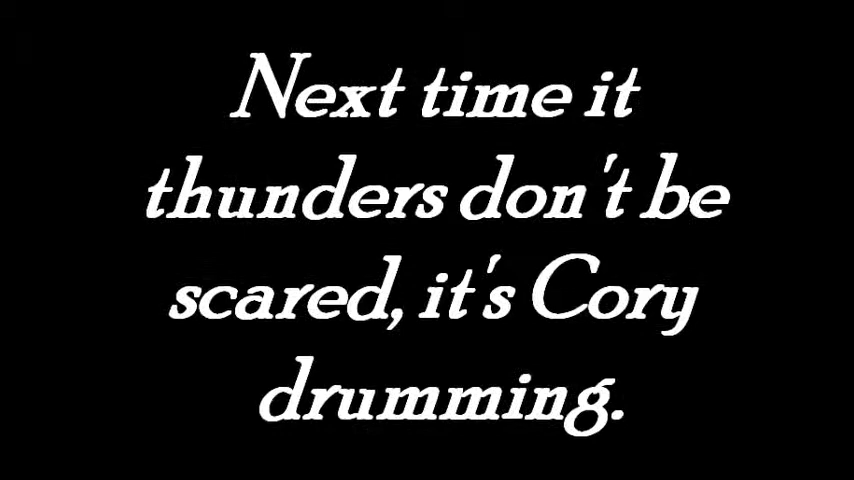 Next time it
thunders don't be
scared, it's Cory
drumming.